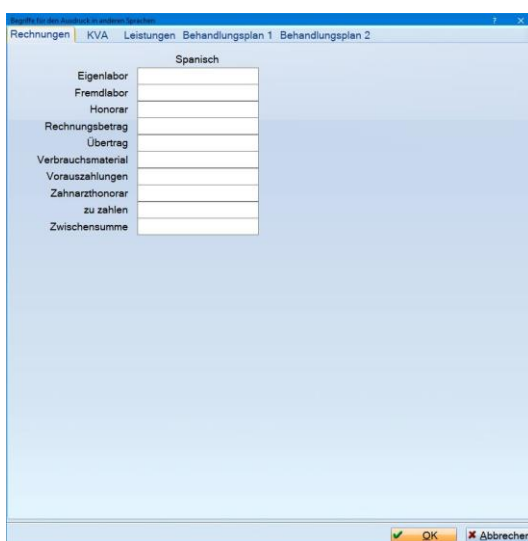 Begriffe für den Ausdruck in anderen Sprachen ? X
Rechnungen KVA Leistungen Behandlungsplan 1 Behandlungsplan 2
Spanisch
Eigenlabor
Fremdlabor
Honorar
Rechnungsbetrag
Übertrag
Verbrauchsmaterial
Vorauszahlungen
Zahnarzthonorar
zu zahlen
Zwischensumme
OK Abbrechen